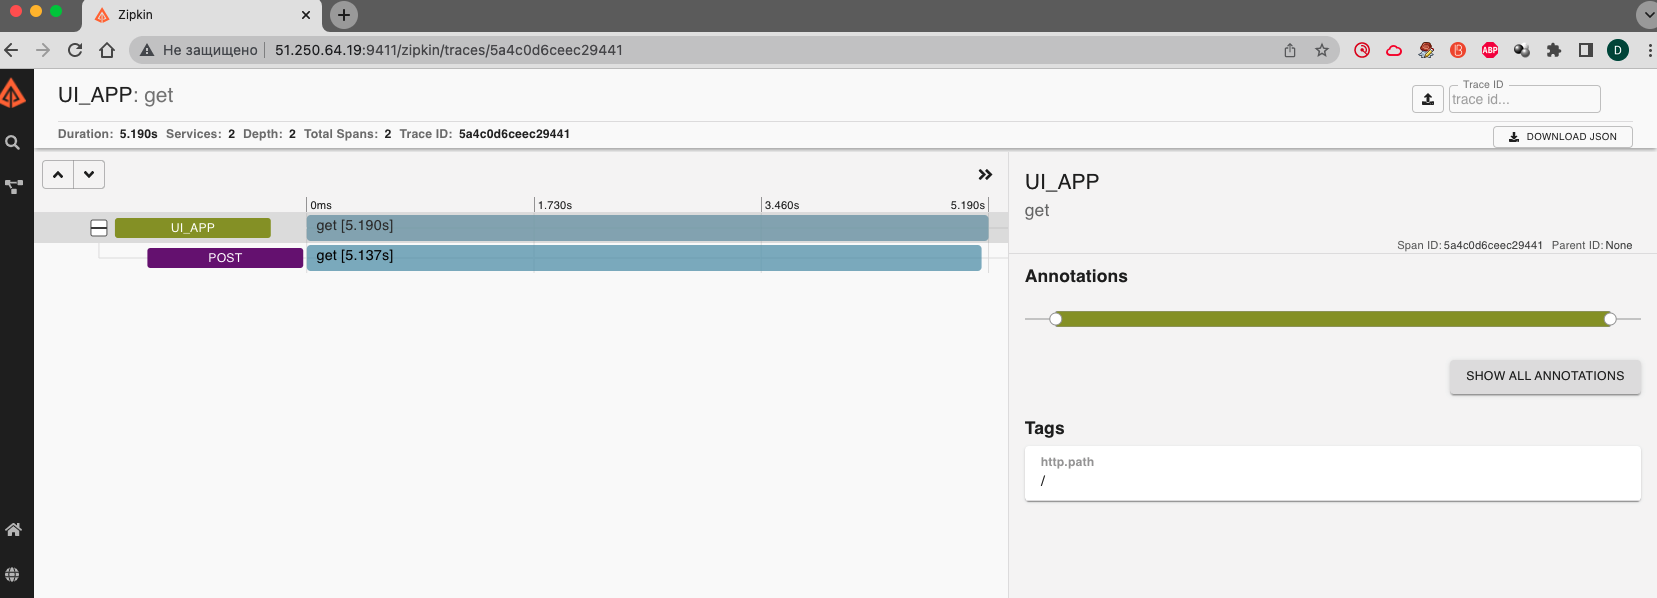 Zipkin
Не защищено 51.250.64.19:9411/zipkin/traces/5a4c0d6ceec29441
ABP
D
UI_APP: get
Trace ID
trace id...
Duration: 5.190s Services: 2 Depth: 2 Total Spans: 2 Trace ID: 5a4c0d6ceec29441
DOWNLOAD JSON
0ms 1.730s 3.460s 5.190s
UI_APP get [5.190s]
POST get [5.137s]
UI_APP
get
Span ID: 5a4c0d6ceec29441 Parent ID: None
Annotations
SHOW ALL ANNOTATIONS
Tags
http.path
/